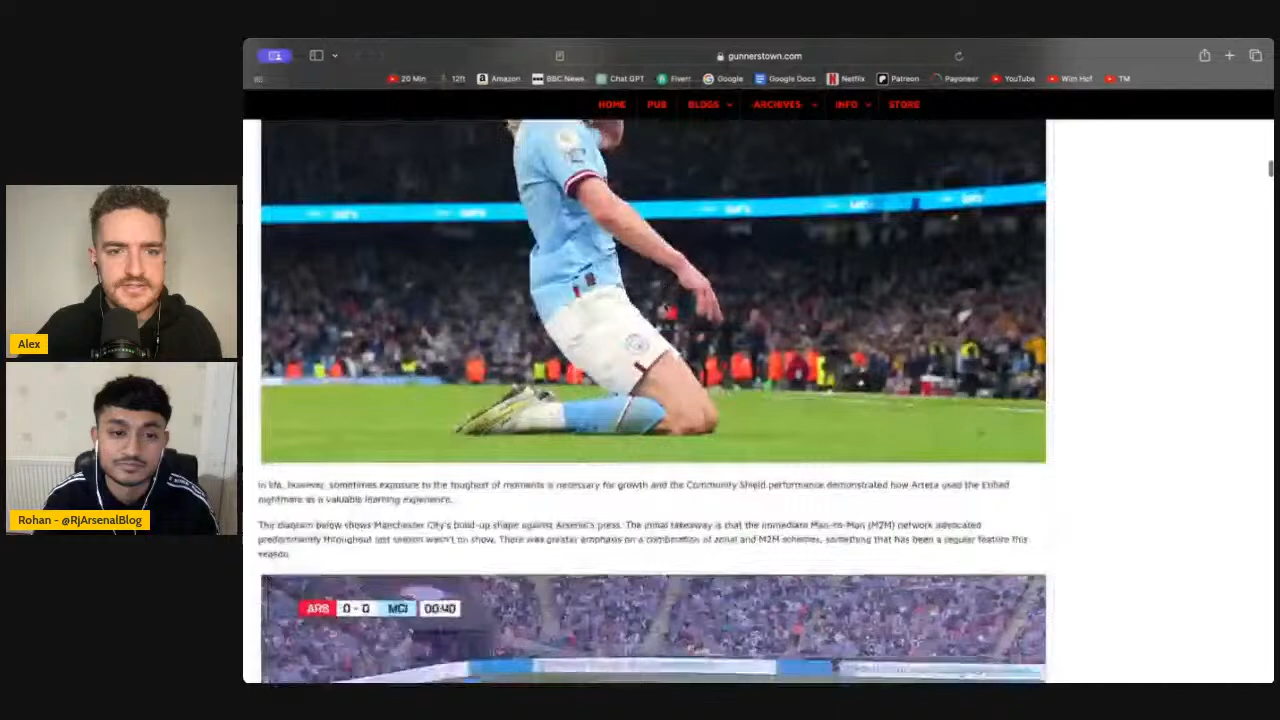 gunnerstown.com
20 Min
12ft
Amazon
BBC News
Chat GPT
Fiverr
Google
Google Docs
Netflix
Patreon
Payoneer
YouTube
Wim Hof
TM
HOME
PUB
BLOGS
ARCHIVES
INFO
STORE
Alex
Rohan - @RjArsenalBlog
In life, however, sometimes exposure to the toughest of moments is necessary for growth and the Community Shield performance demonstrated how Arteta used the Etihad
nightmare as a valuable learning experience.
The diagram below shows Manchester City's build-up shape against Arsenal's press. The initial takeaway is that the immediate Man-to-Man (M2M) network advocated
predominantly throughout last season wasn't on show. There was greater emphasis on a combination of zonal and M2M schemes, something that has been a regular feature this
season.
ARS 0-0 MCI 00:40